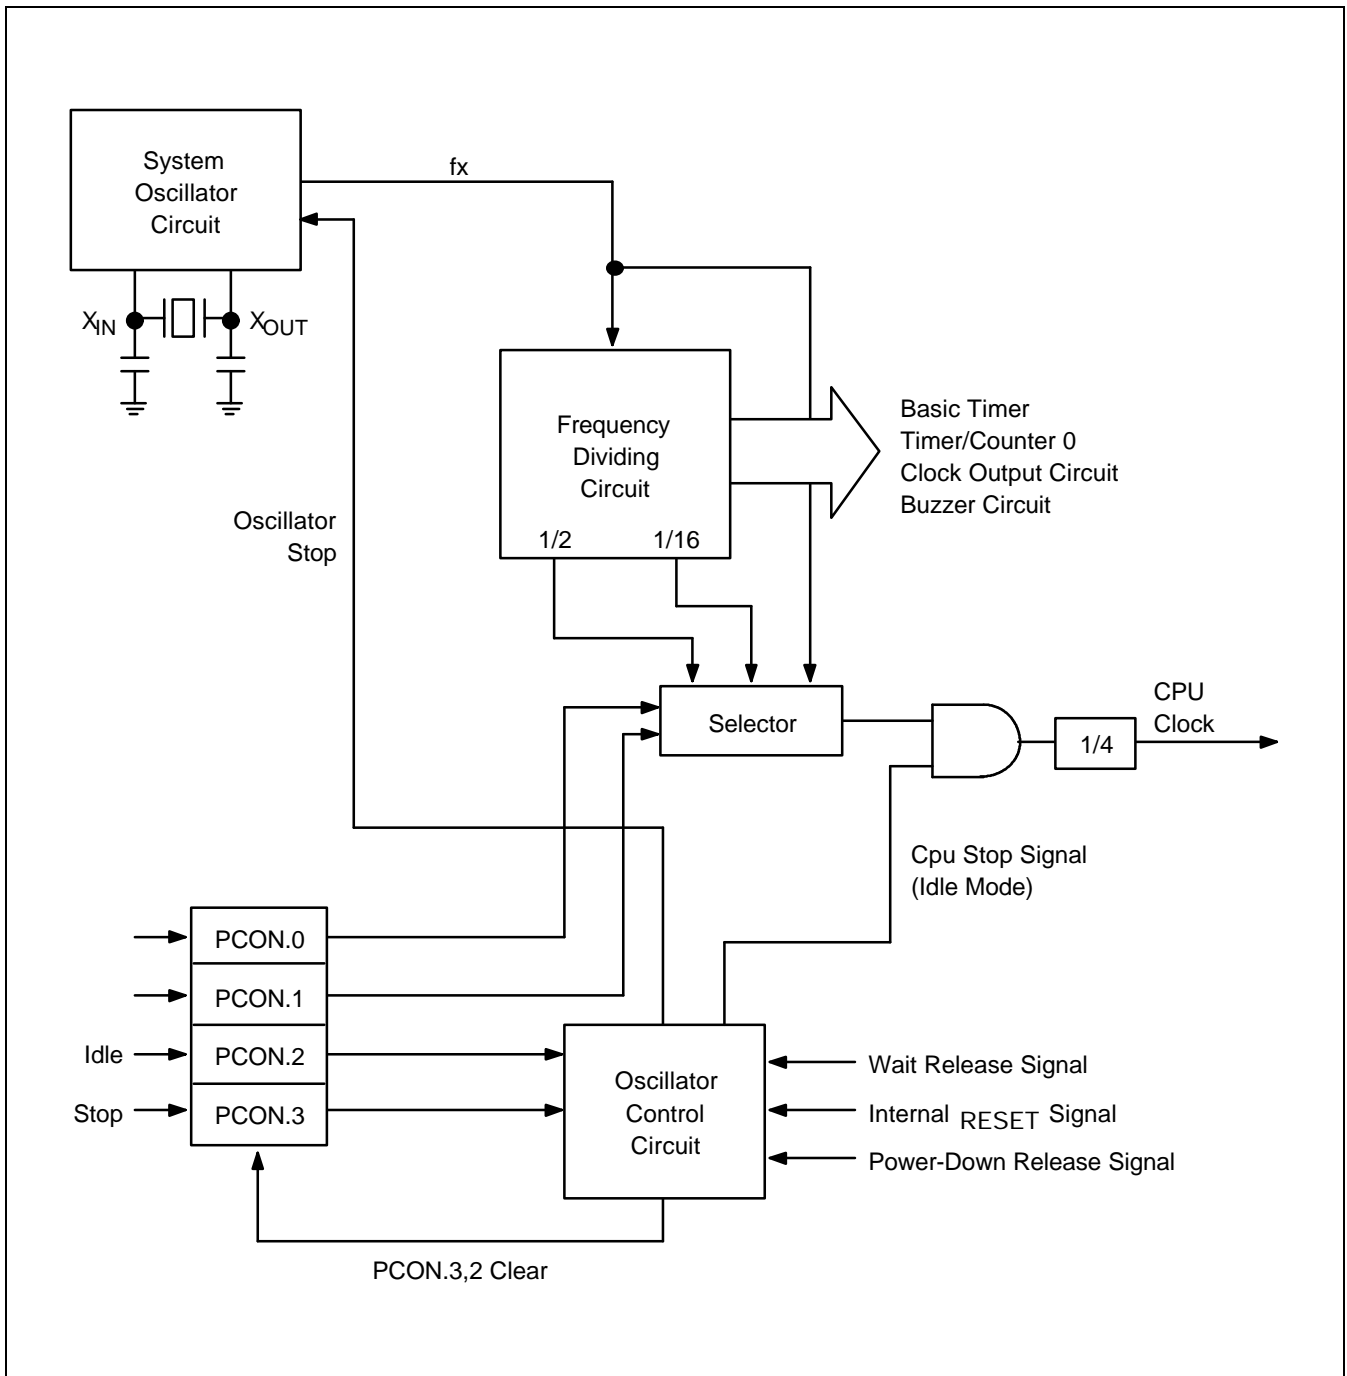 System
Oscillator
Circuit
fx
XIN
XOUT
Frequency
Dividing
Circuit
1/2 1/16
Basic Timer
Timer/Counter 0
Clock Output Circuit
Buzzer Circuit
Oscillator
Stop
Selector
1/4
CPU
Clock
Cpu Stop Signal
(Idle Mode)
PCON.0
PCON.1
Idle
PCON.2
Stop
PCON.3
Oscillator
Control
Circuit
Wait Release Signal
Internal RESET Signal
Power-Down Release Signal
PCON.3,2 Clear